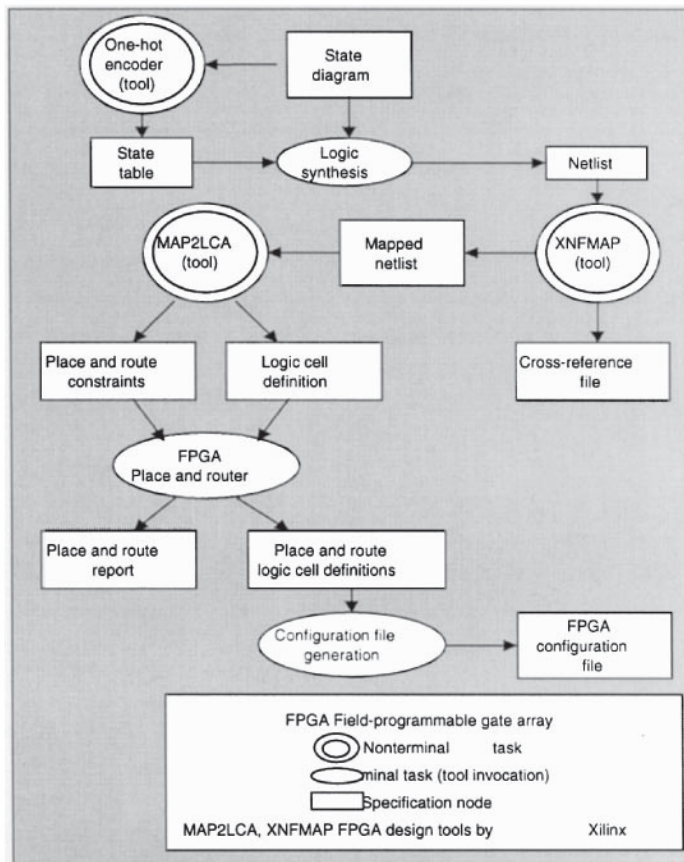 One-hot
encoder
(tool)
State
diagram
State
table
Logic
synthesis
Netlist
MAP2LCA
(tool)
Mapped
netlist
XNFMAP
(tool)
Place and route
constraints
Logic cell
definition
Cross-reference
file
FPGA
Place and router
Place and route
report
Place and route
logic cell definitions
Configuration file
generation
FPGA
configuration
file
FPGA Field-programmable gate array
Nonterminal task
minal task (tool invocation)
Specification node
MAP2LCA, XNFMAP FPGA design tools by Xilinx